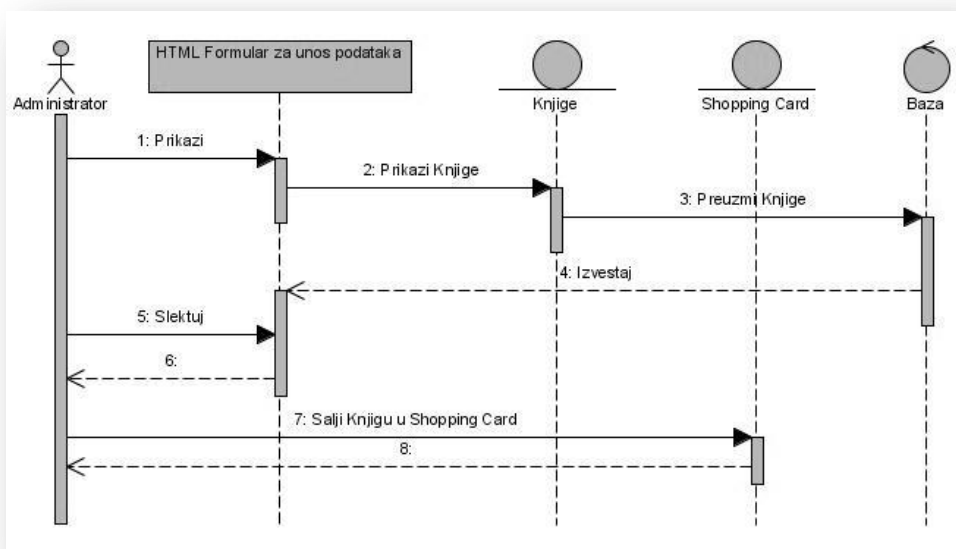 HTML Formular za unos podataka
Administrator
Knjige
Shopping Card
Baza
1: Prikazi
2: Prikazi Knjige
3: Preuzmi Knjige
4: Izvestaj
5: Slektuj
6:
7: Salji Knjigu u Shopping Card
8: